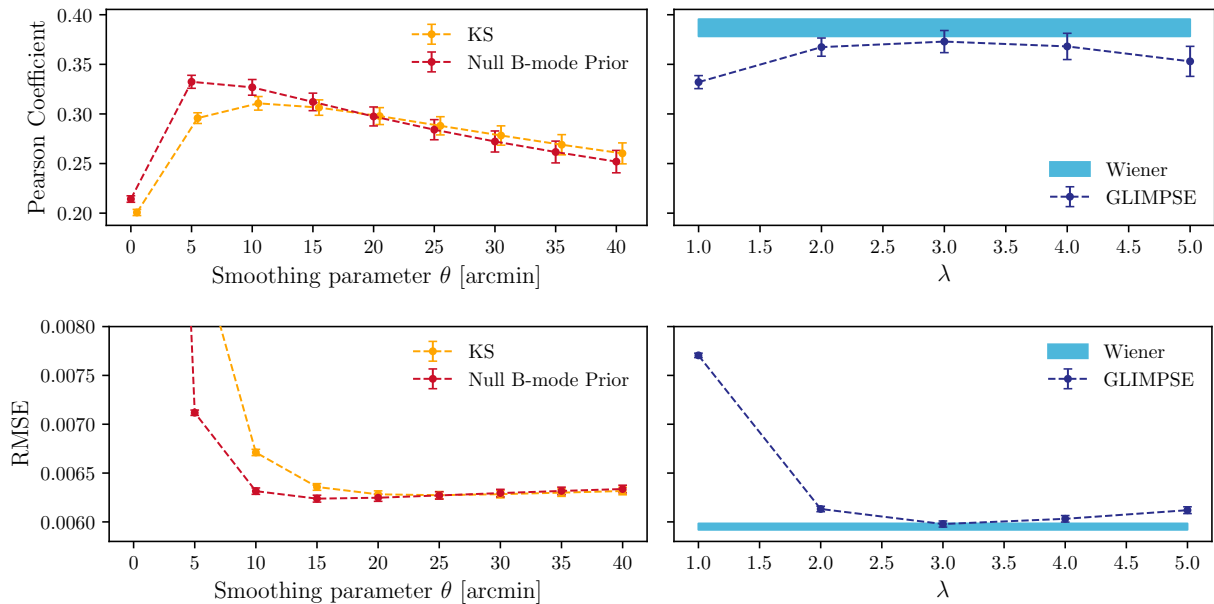 0.40
0.35
0.30
0.25
0.20
Pearson Coefficient
KS
Null B-mode Prior
0 5 10 15 20 25 30 35 40
Smoothing parameter θ [arcmin]
Wiener
GLIMPSE
1.0 1.5 2.0 2.5 3.0 3.5 4.0 4.5 5.0
λ
0.0080
0.0075
0.0070
0.0065
0.0060
RMSE
KS
Null B-mode Prior
0 5 10 15 20 25 30 35 40
Smoothing parameter θ [arcmin]
Wiener
GLIMPSE
1.0 1.5 2.0 2.5 3.0 3.5 4.0 4.5 5.0
λ